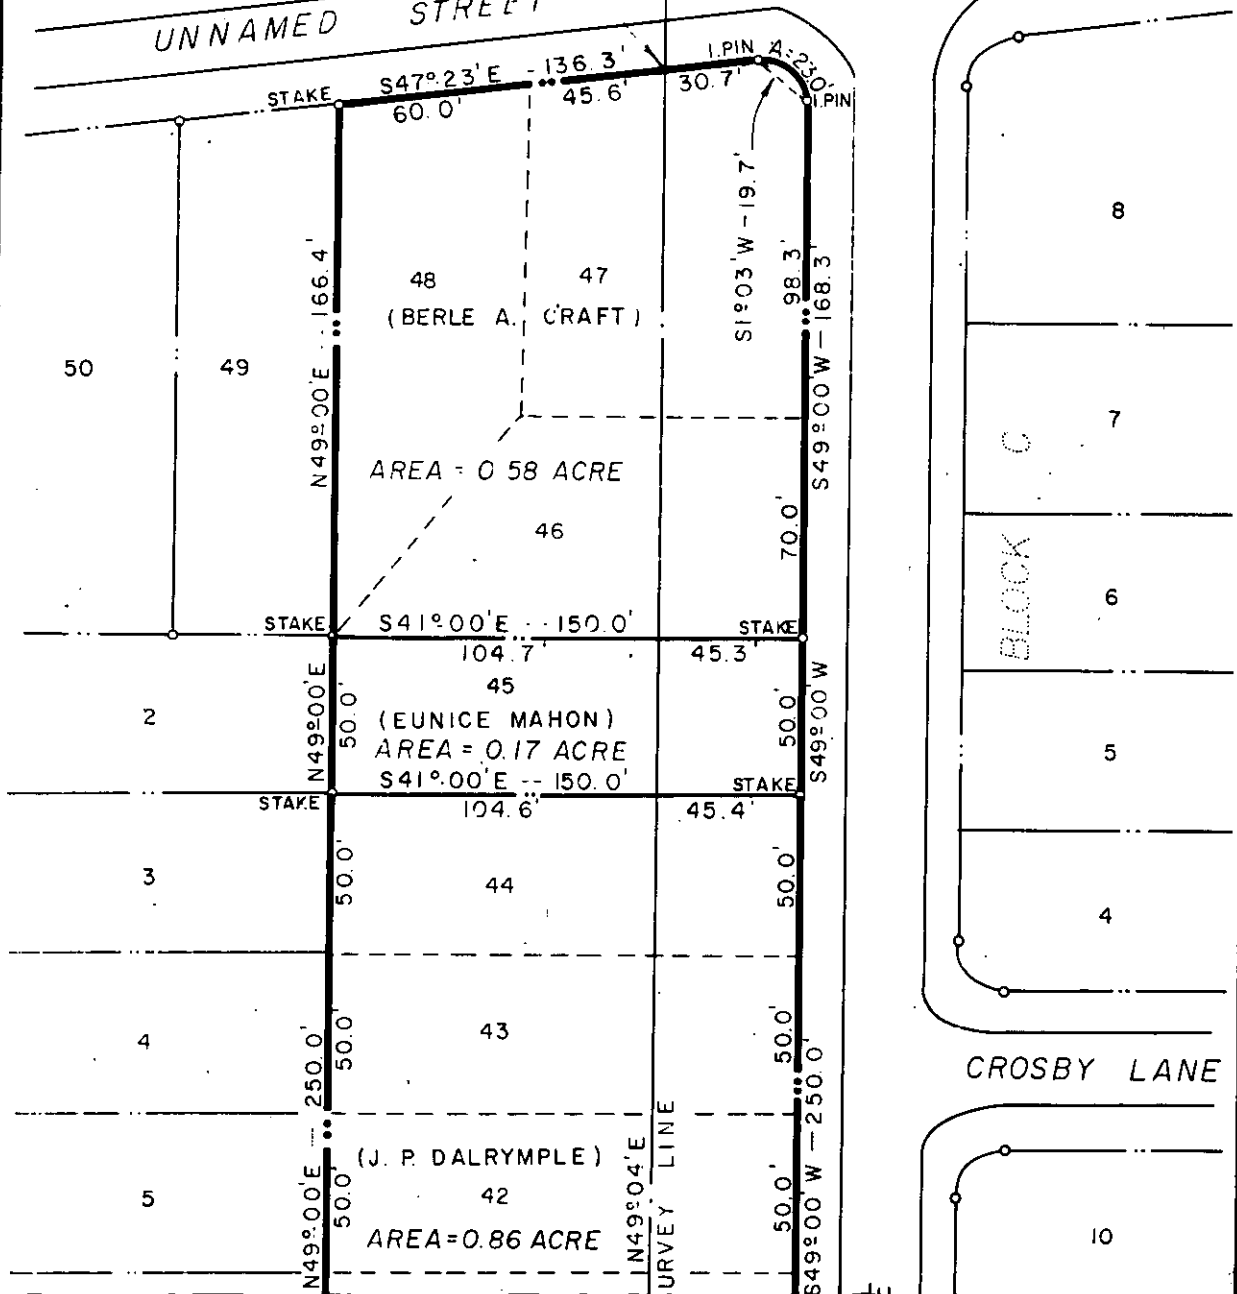 UNNAMED STREET
S47°23'E - 136.3'
STAKE
60.0'
45.6'
30.7'
I.PIN
A=23.0'
I.PIN
S1°03'W - 19.7'
N49°00'E - 166.4'
98.3'
S49°00'W - 168.3'
70.0'
50
49
48
47
(BERLE A. CRAFT)
AREA = 0.58 ACRE
46
8
7
BLOCK C
6
STAKE
S41°00'E - 150.0'
STAKE
104.7'
45.3'
2
N49°00'E
50.0'
45
(EUNICE MAHON)
AREA = 0.17 ACRE
50.0'
S49°00'W
5
S41°00'E -- 150.0'
STAKE
STAKE
104.6'
45.4'
3
50.0'
44
50.0'
4
4
50.0'
43
50.0'
CROSBY LANE
N49°00'E - 250.0'
(J. P. DALRYMPLE)
5
50.0'
42
AREA=0.86 ACRE
N49°04'E
URVEY LINE
50.0'
S49°00'W - 250.0'
10